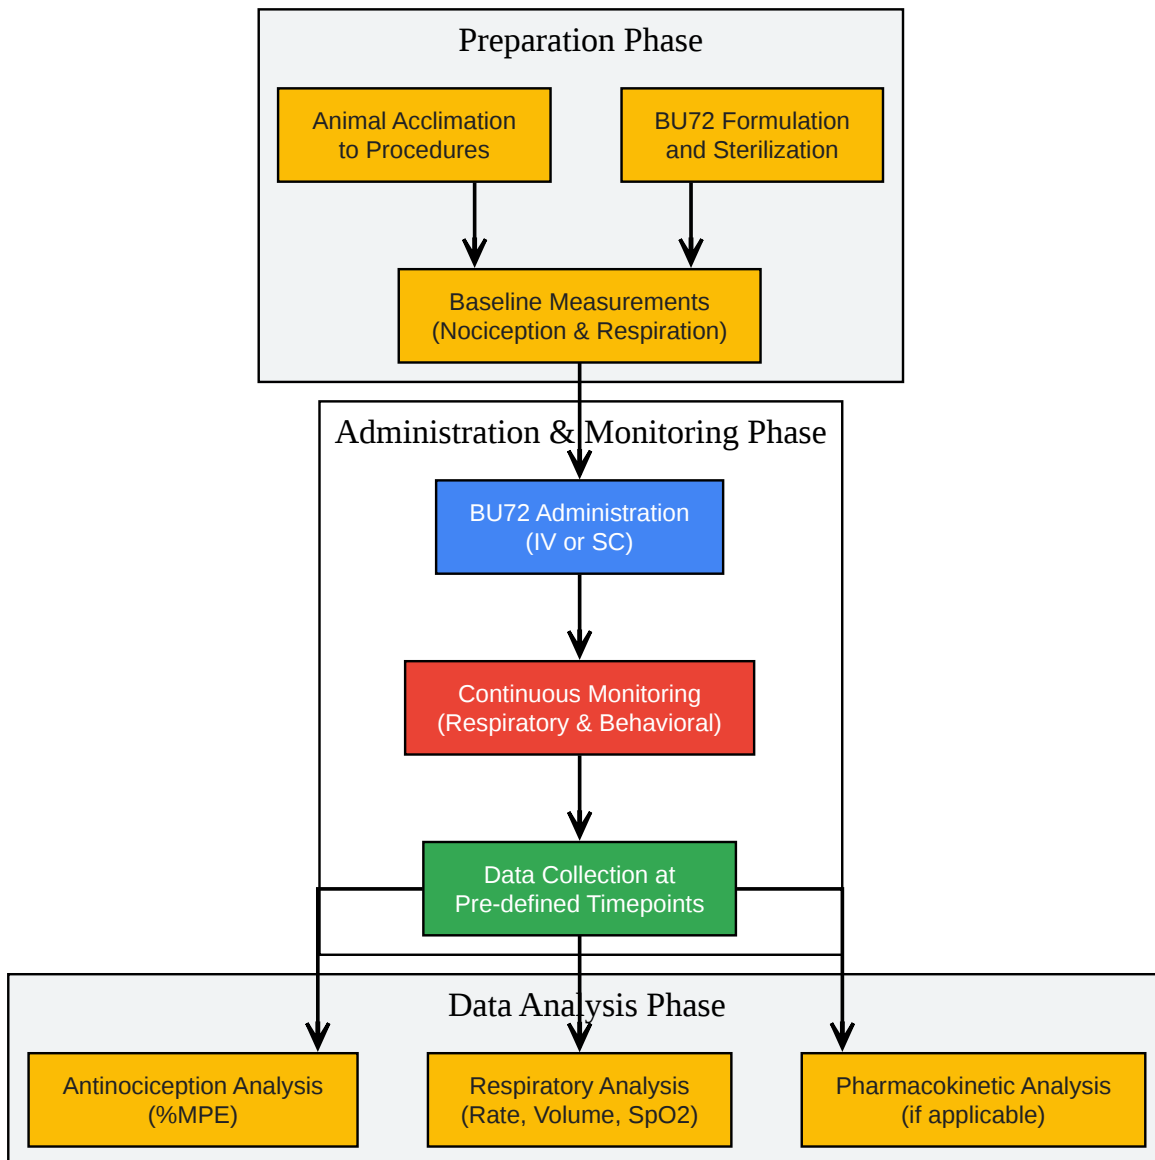 Preparation Phase
Animal Acclimation
to Procedures
BU72 Formulation
and Sterilization
Baseline Measurements
(Nociception & Respiration)
Administration & Monitoring Phase
BU72 Administration
(IV or SC)
Continuous Monitoring
(Respiratory & Behavioral)
Data Collection at
Pre-defined Timepoints
Data Analysis Phase
Antinociception Analysis
(%MPE)
Respiratory Analysis
(Rate, Volume, SpO2)
Pharmacokinetic Analysis
(if applicable)